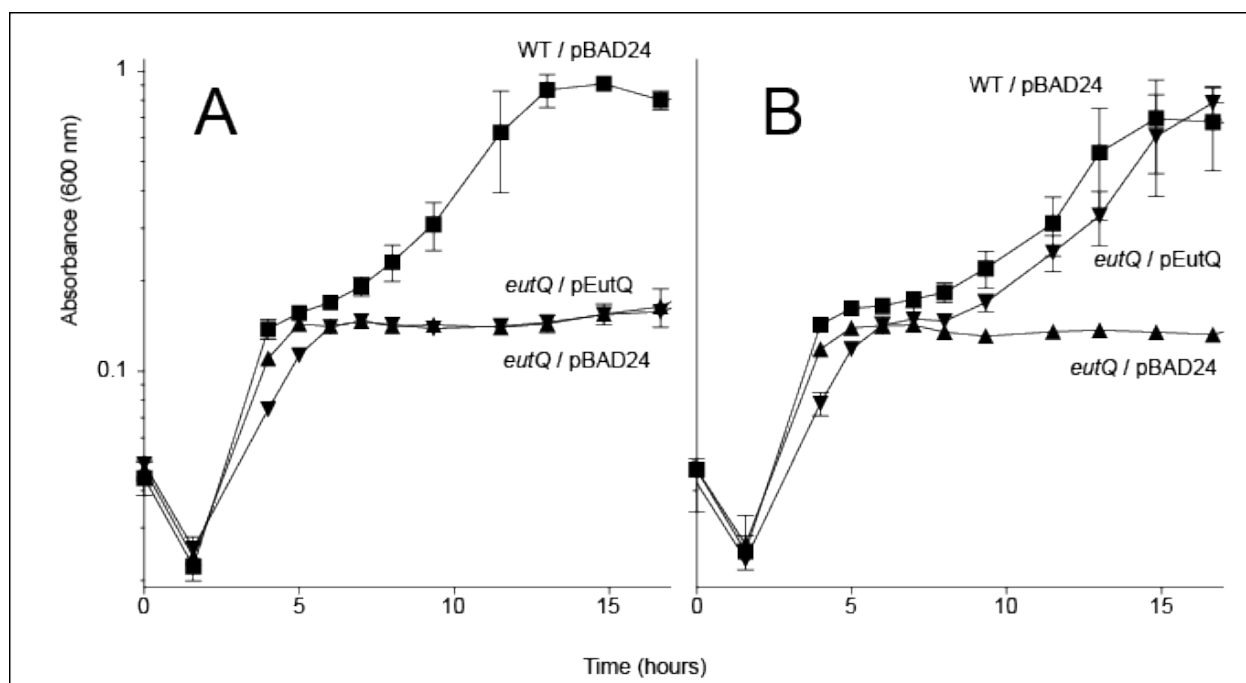 WT / pBAD24
1
A
Absorbance (600 nm)
eutQ / pEutQ
eutQ / pBAD24
0.1
0
5
10
15
WT / pBAD24
B
eutQ / pEutQ
eutQ / pBAD24
0
5
10
15
Time (hours)